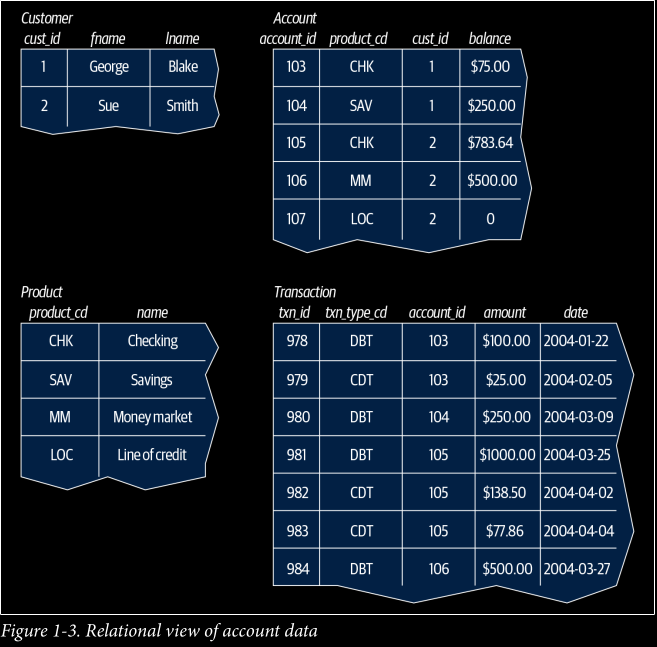 Customer
cust_id fname lname
1 George Blake
2 Sue Smith
Account
account_id product_cd cust_id balance
103 CHK 1 $75.00
104 SAV 1 $250.00
105 CHK 2 $783.64
106 MM 2 $500.00
107 LOC 2 0
Product
product_cd name
CHK Checking
SAV Savings
MM Money market
LOC Line of credit
Transaction
txn_id txn_type_cd account_id amount date
978 DBT 103 $100.00 2004-01-22
979 CDT 103 $25.00 2004-02-05
980 DBT 104 $250.00 2004-03-09
981 DBT 105 $1000.00 2004-03-25
982 CDT 105 $138.50 2004-04-02
983 CDT 105 $77.86 2004-04-04
984 DBT 106 $500.00 2004-03-27
Figure 1-3. Relational view of account data